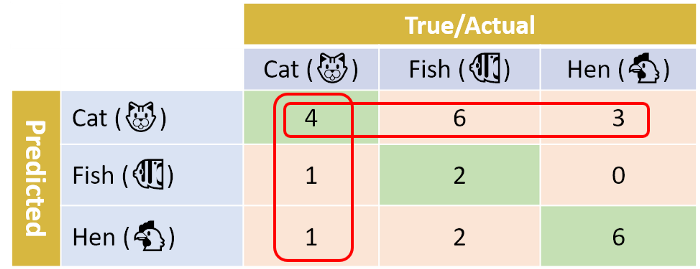 True/Actual
Cat () Fish () Hen ()
Predicted
Cat () 4 6 3
Fish () 1 2 0
Hen () 1 2 6